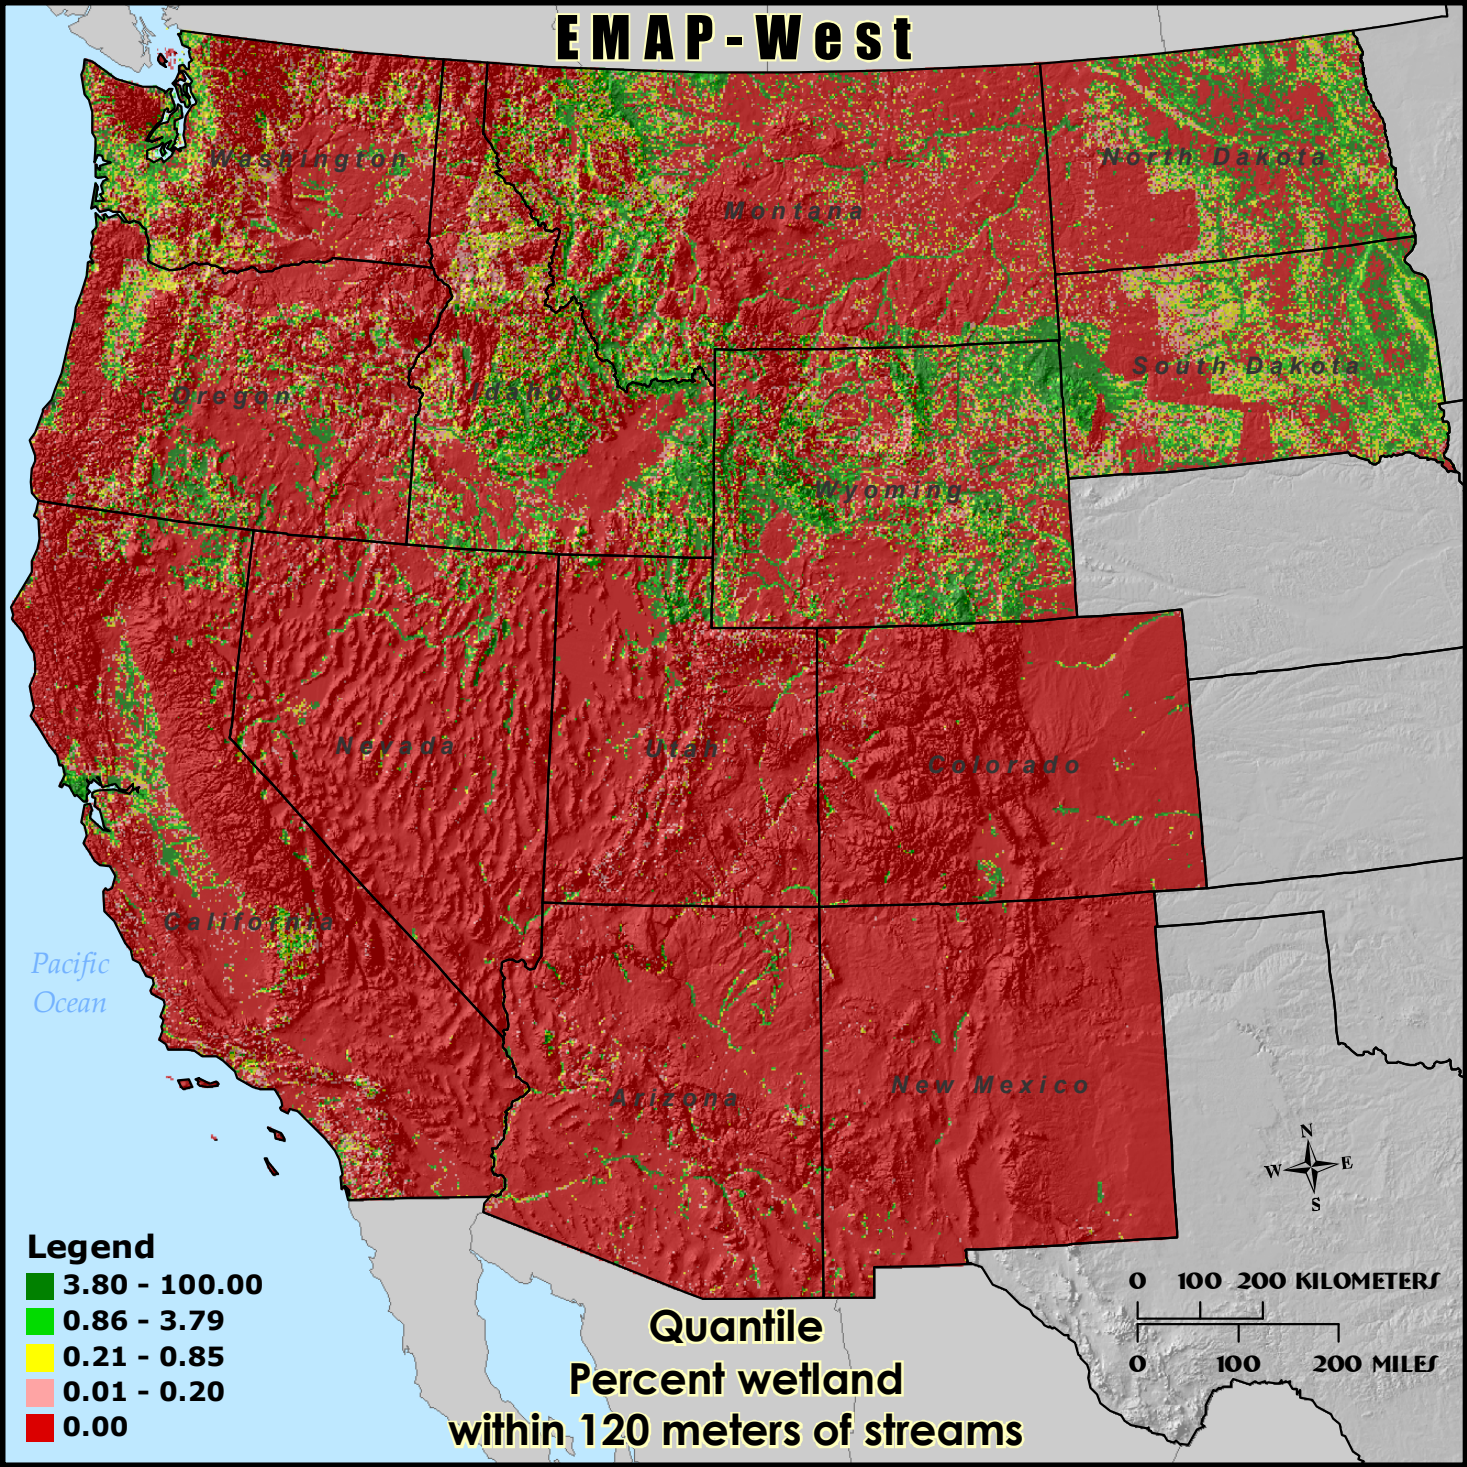 EMAP-West
Washington
Montana
North Dakota
Oregon
Idaho
South Dakota
Wyoming
Nevada
Utah
Colorado
California
Pacific
Ocean
Arizona
New Mexico
N
W E
S
Legend
3.80 - 100.00
0.86 - 3.79
0.21 - 0.85
0.01 - 0.20
0.00
Quantile
Percent wetland
within 120 meters of streams
0 100 200 KILOMETERS
0 100 200 MILES